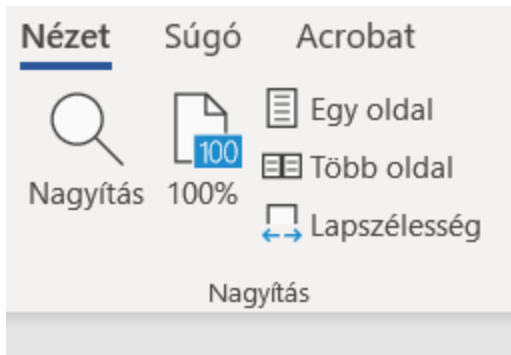 Nézet Súgó Acrobat
Egy oldal
100
Több oldal
Nagyítás 100%
Lapszélesség
Nagyítás